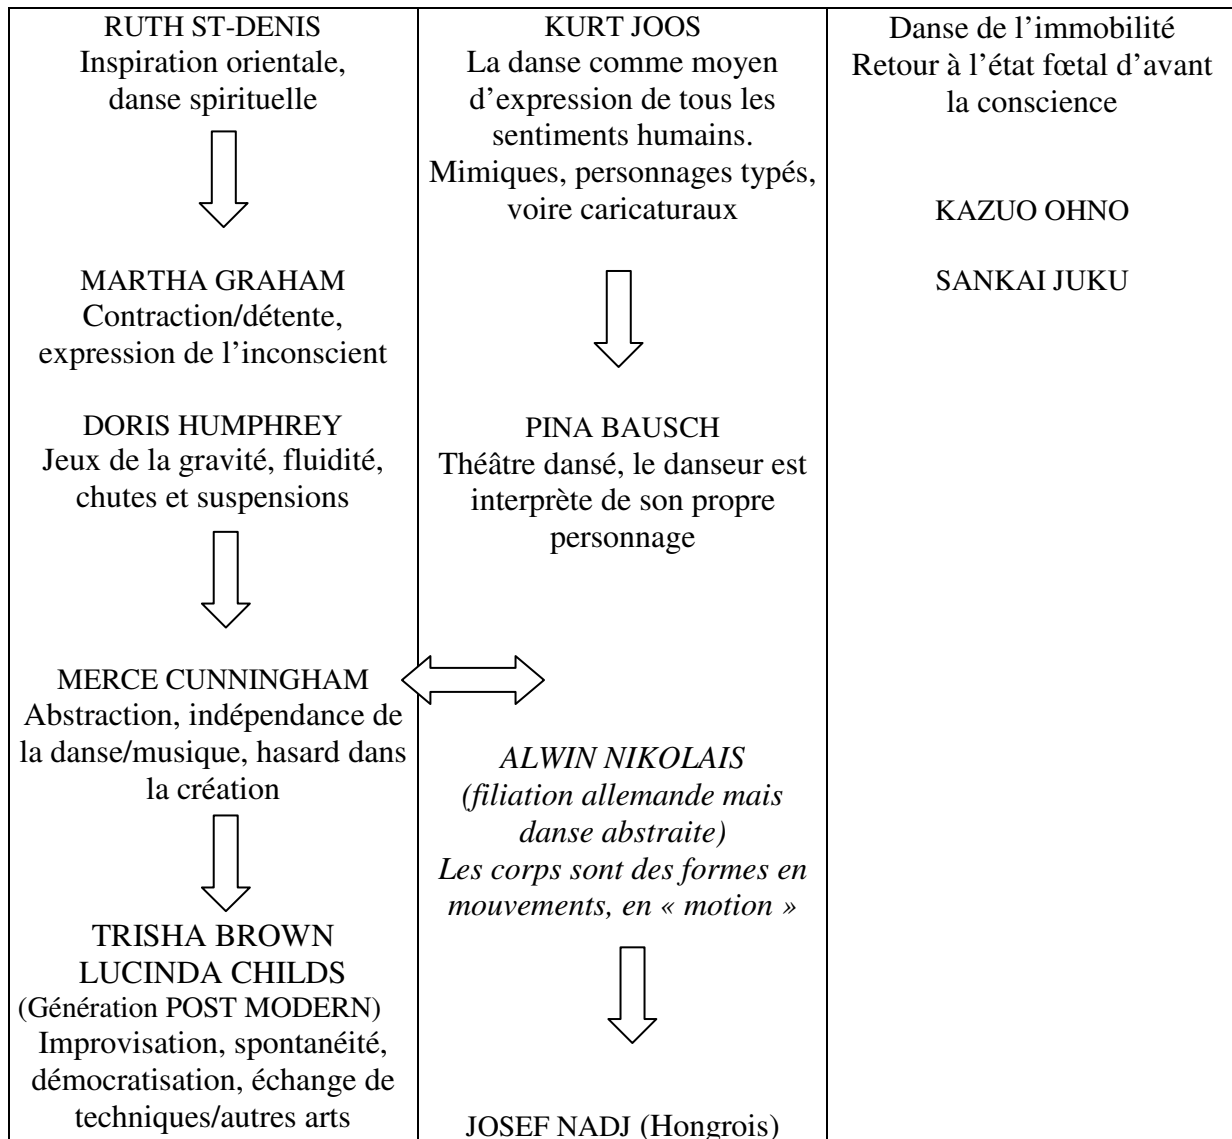 RUTH ST-DENIS
Inspiration orientale,
danse spirituelle
MARTHA GRAHAM
Contraction/détente,
expression de l’inconscient
DORIS HUMPHREY
Jeux de la gravité, fluidité,
chutes et suspensions
MERCE CUNNINGHAM
Abstraction, indépendance de
la danse/musique, hasard dans
la création
TRISHA BROWN
LUCINDA CHILDS
(Génération POST MODERN)
Improvisation, spontanéité,
démocratisation, échange de
techniques/autres arts
KURT JOOS
La danse comme moyen
d’expression de tous les
sentiments humains.
Mimiques, personnages typés,
voire caricaturaux
PINA BAUSCH
Théâtre dansé, le danseur est
interprète de son propre
personnage
ALWIN NIKOLAIS
(filiation allemande mais
danse abstraite)
Les corps sont des formes en
mouvements, en « motion »
JOSEF NADJ (Hongrois)
Danse de l’immobilité
Retour à l’état fœtal d’avant
la conscience
KAZUO OHNO
SANKAI JUKU